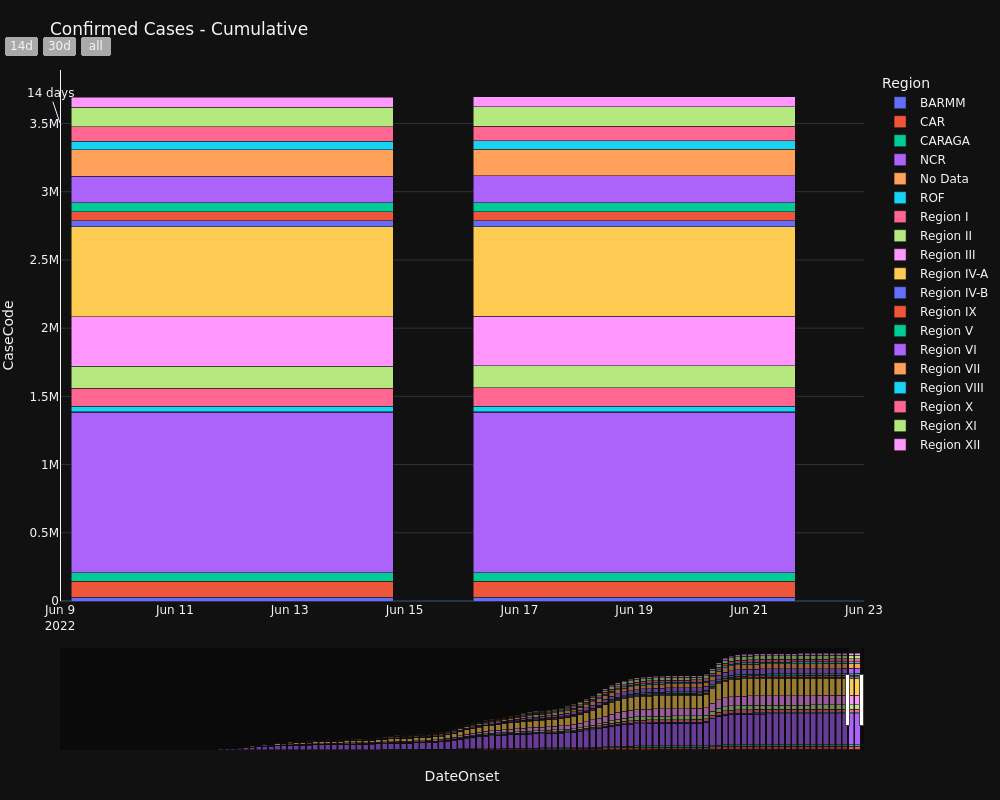 Confirmed Cases - Cumulative
14d
30d
all
14 days
3.5M
3M
2.5M
2M
1.5M
1M
0.5M
0
CaseCode
Jun 9
2022
Jun 11
Jun 13
Jun 15
Jun 17
Jun 19
Jun 21
Jun 23
DateOnset
Region
BARMM
CAR
CARAGA
NCR
No Data
ROF
Region I
Region II
Region III
Region IV-A
Region IV-B
Region IX
Region V
Region VI
Region VII
Region VIII
Region X
Region XI
Region XII